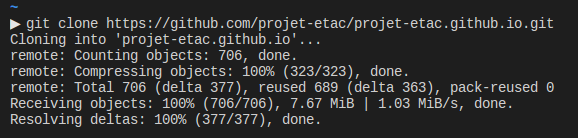 ~
▶ git clone https://github.com/projet-etac/projet-etac.github.io.git
Cloning into 'projet-etac.github.io'...
remote: Counting objects: 706, done.
remote: Compressing objects: 100% (323/323), done.
remote: Total 706 (delta 377), reused 689 (delta 363), pack-reused 0
Receiving objects: 100% (706/706), 7.67 MiB | 1.03 MiB/s, done.
Resolving deltas: 100% (377/377), done.